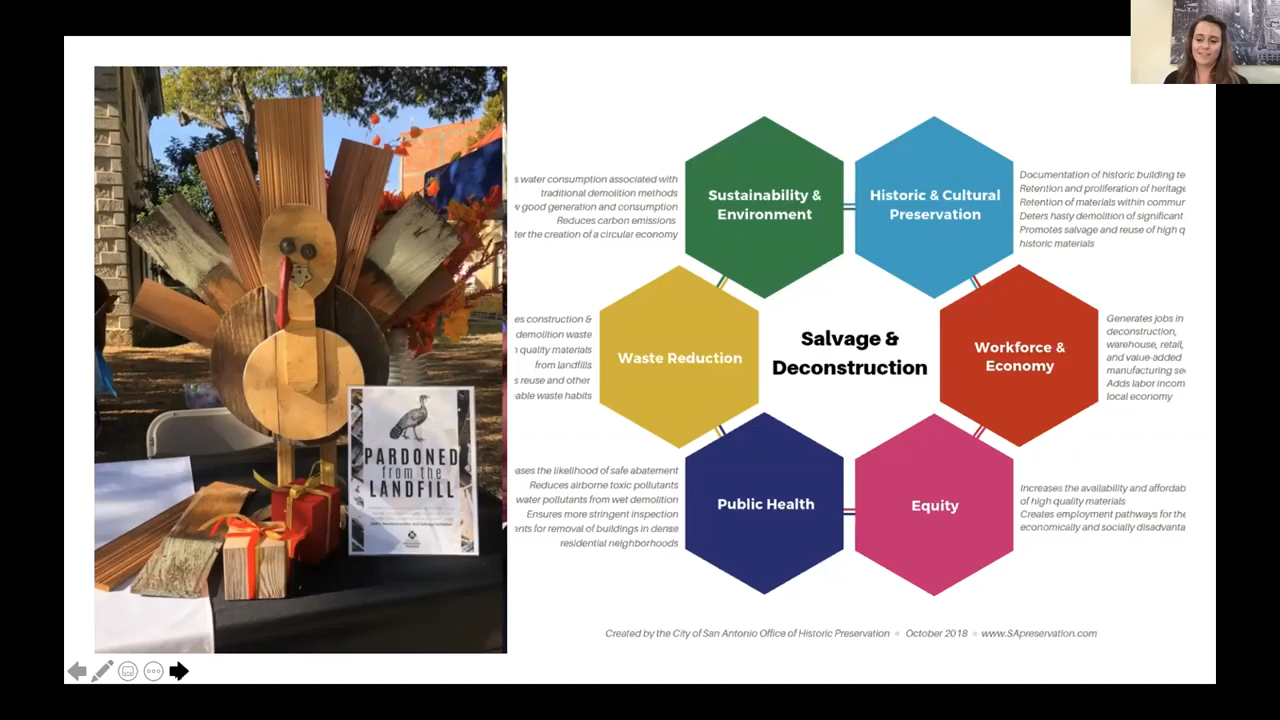 PARDONED
from the
LANDFILL
Sustainability &
Environment
water consumption associated with
traditional demolition methods
good generation and consumption
Reduces carbon emissions
the creation of a circular economy
Historic & Cultural
Preservation
Documentation of historic building te
Retention and proliferation of heritage
Retention of materials within commun
Deters hasty demolition of significant
Promotes salvage and reuse of high q
historic materials
Waste Reduction
construction &
demolition waste
quality materials
from landfills
reuse and other
able waste habits
Salvage &
Deconstruction
Workforce &
Economy
Generates jobs in
deconstruction,
warehouse, retail,
and value-added
manufacturing se
Adds labor incom
local economy
Public Health
eases the likelihood of safe abatement
Reduces airborne toxic pollutants
water pollutants from wet demolition
Ensures more stringent inspection
ents for removal of buildings in dense
residential neighborhoods
Equity
Increases the availability and affordab
of high quality materials
Creates employment pathways for the
economically and socially disadvanta
Created by the City of San Antonio Office of Historic Preservation • October 2018 • www.SApreservation.com